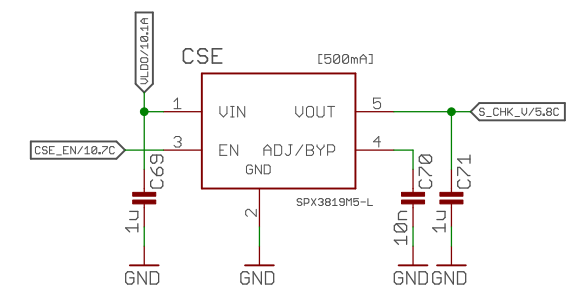 VLDO/10.1A
CSE
[500mA]
1
VIN
VOUT
5
S_CHK_V/5.8C
CSE_EN/10.7C
3
EN
ADJ/BYP
4
GND
C69
1u
2
SPX3819M5-L
C70
10n
C71
1u
GND
GND
GND
GND